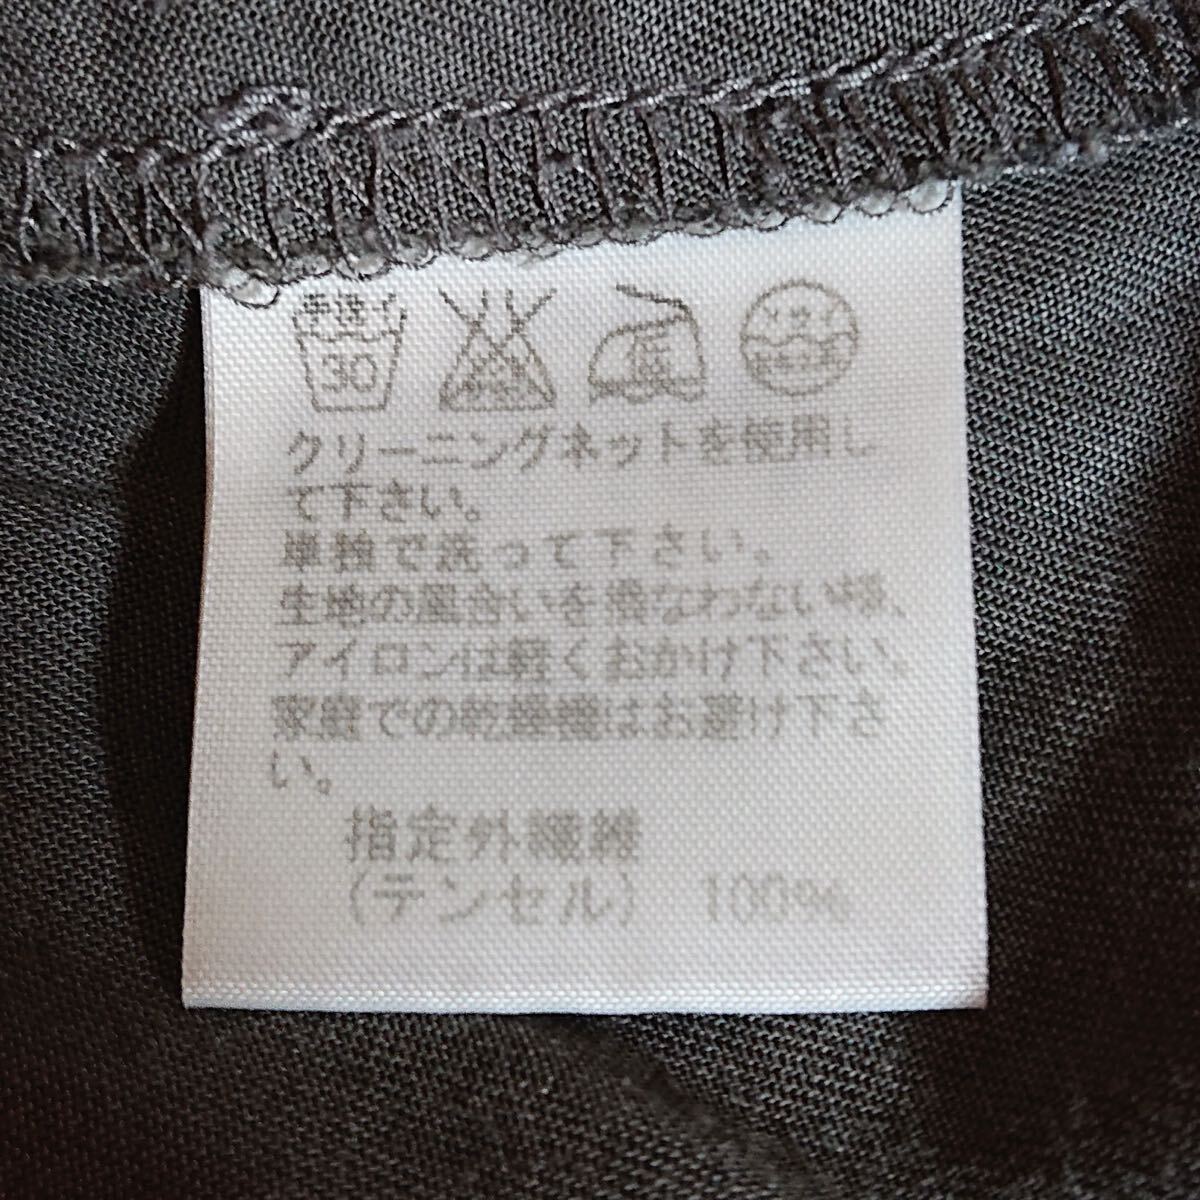 手洗イ
30
低
ドライ
クリーニングネットを使用し
て下さい。
単独で洗って下さい。
生地の風合いを損なわない様、
アイロンは軽くおかけ下さい。
家庭での乾燥機はお避け下さ
い。
指定外繊維
(テンセル) 100%